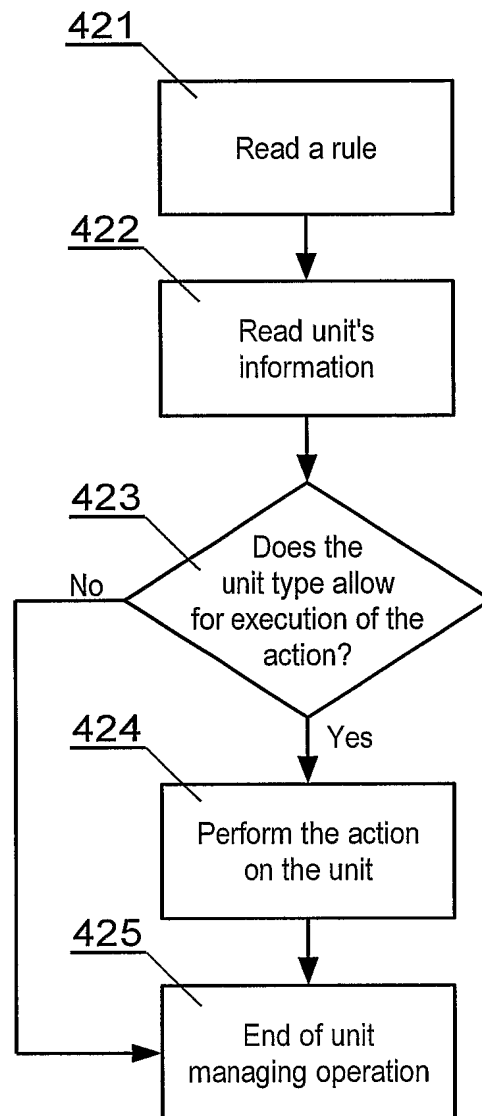 421
Read a rule
422
Read unit's
information
423
Does the
unit type allow
for execution of the
action?
No
Yes
424
Perform the action
on the unit
425
End of unit
managing operation